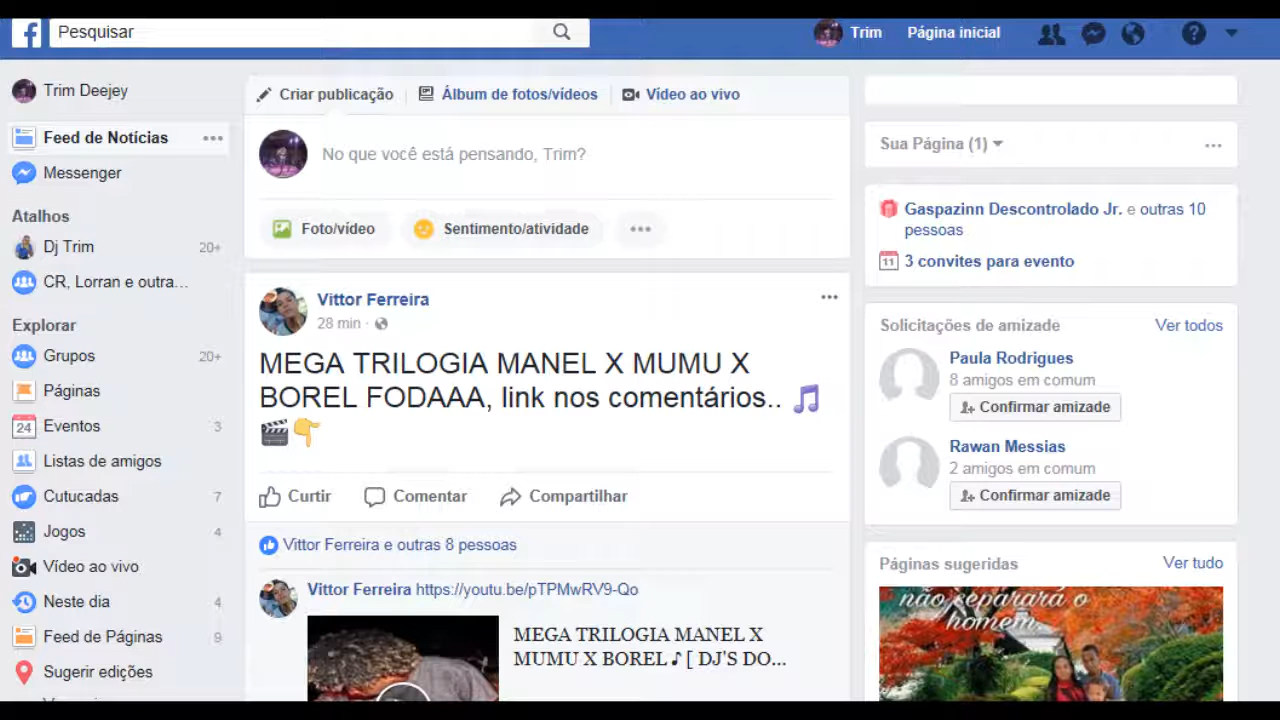 f
Pesquisar
Trim
Página inicial
?
Trim Deejey
Feed de Notícias
Messenger
Atalhos
Dj Trim 20+
CR, Lorran e outra...
Explorar
Grupos 20+
Páginas
24 Eventos 3
Listas de amigos
Cutucadas 7
Jogos 4
Vídeo ao vivo
Neste dia 4
Feed de Páginas 9
Sugerir edições
Criar publicação
Álbum de fotos/vídeos
Vídeo ao vivo
No que você está pensando, Trim?
Foto/vídeo
Sentimento/atividade
Vittor Ferreira
28 min ·
MEGA TRILOGIA MANEL X MUMU X
BOREL FODAAA, link nos comentários.. 🎵
🎬👇
Curtir
Comentar
Compartilhar
Vittor Ferreira e outras 8 pessoas
Vittor Ferreira https://youtu.be/pTPMwRV9-Qo
MEGA TRILOGIA MANEL X
MUMU X BOREL ♪ [ DJ'S DO...
Sua Página (1)
Gaspazinn Descontrolado Jr. e outras 10
pessoas
11 3 convites para evento
Solicitações de amizade
Ver todos
Paula Rodrigues
8 amigos em comum
Confirmar amizade
Rawan Messias
2 amigos em comum
Confirmar amizade
Páginas sugeridas
Ver tudo
não separará o
homem.